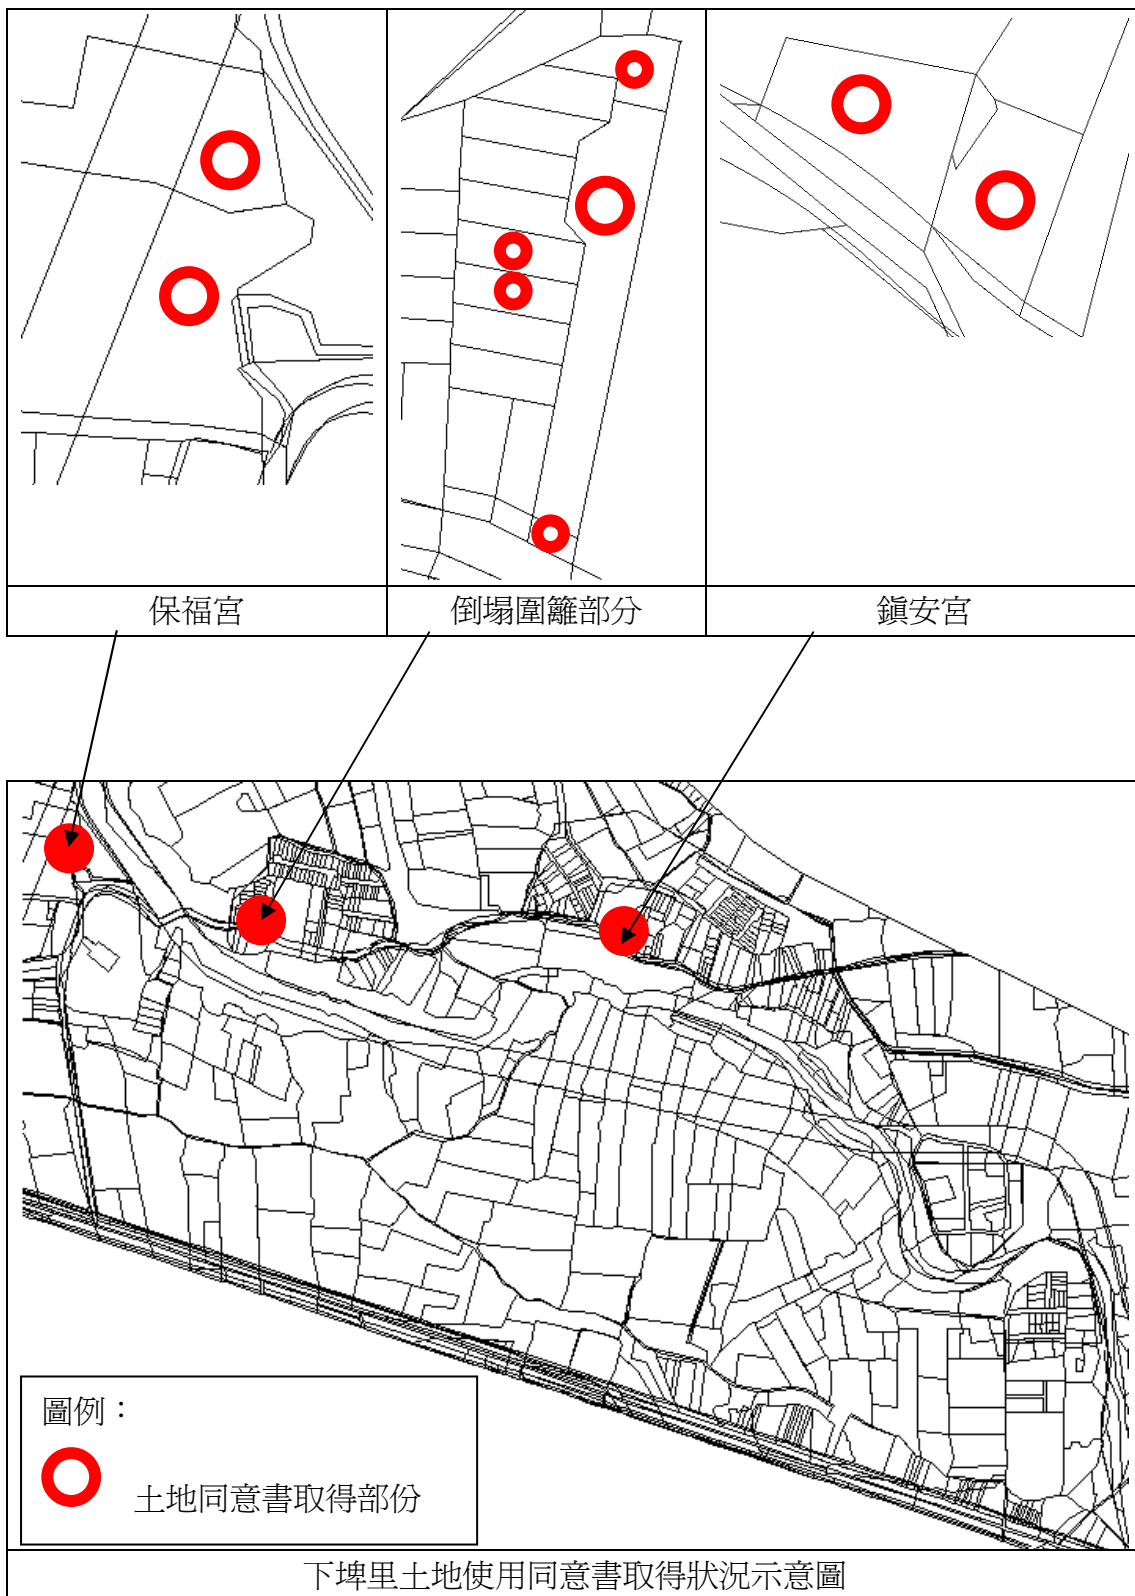 保福宮
倒塌圍籬部分
鎮安宮
圖例：
土地同意書取得部份
下埤里土地使用同意書取得狀況示意圖